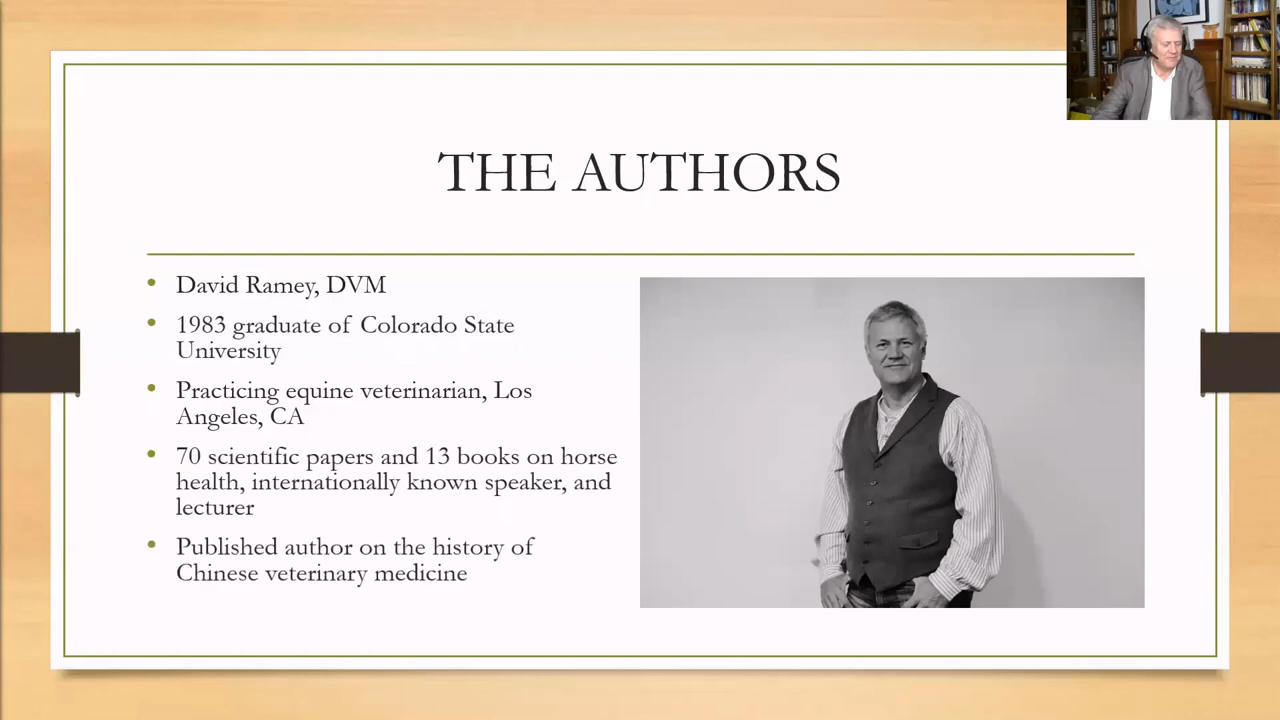 THE AUTHORS
David Ramey, DVM
1983 graduate of Colorado State
University
Practicing equine veterinarian, Los
Angeles, CA
70 scientific papers and 13 books on horse
health, internationally known speaker, and
lecturer
Published author on the history of
Chinese veterinary medicine